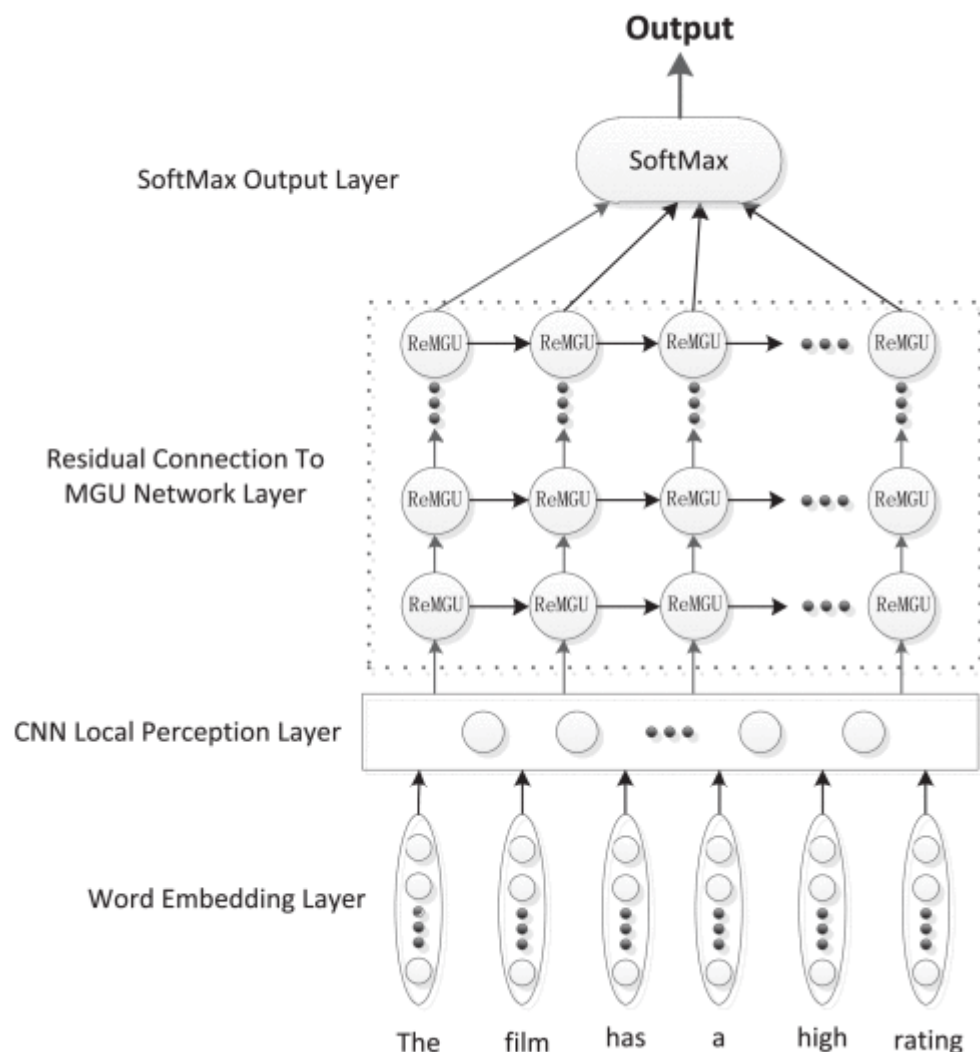 Output
SoftMax
SoftMax Output Layer
ReMGU ReMGU ReMGU ReMGU
Residual Connection To
MGU Network Layer
ReMGU ReMGU ReMGU ReMGU
ReMGU ReMGU ReMGU ReMGU
CNN Local Perception Layer
Word Embedding Layer
The film has a high rating